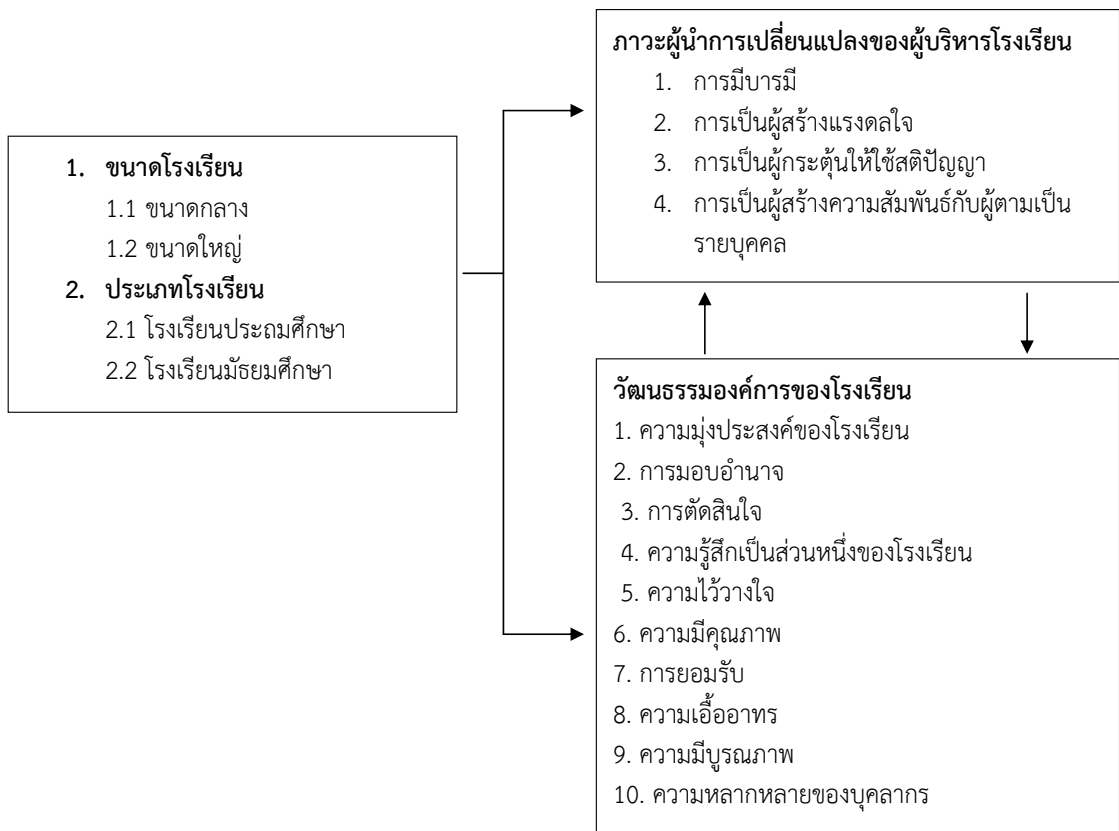 ภาวะผู้นำการเปลี่ยนแปลงของผู้บริหารโรงเรียน
1. การมีบารมี
2. การเป็นผู้สร้างแรงดลใจ
3. การเป็นผู้กระตุ้นให้ใช้สติปัญญา
4. การเป็นผู้สร้างความสัมพันธ์กับผู้ตามเป็น
รายบุคคล
1. ขนาดโรงเรียน
1.1 ขนาดกลาง
1.2 ขนาดใหญ่
2. ประเภทโรงเรียน
2.1 โรงเรียนประถมศึกษา
2.2 โรงเรียนมัธยมศึกษา
วัฒนธรรมองค์การของโรงเรียน
1. ความมุ่งประสงค์ของโรงเรียน
2. การมอบอำนาจ
3. การตัดสินใจ
4. ความรู้สึกเป็นส่วนหนึ่งของโรงเรียน
5. ความไว้วางใจ
6. ความมีคุณภาพ
7. การยอมรับ
8. ความเอื้ออาทร
9. ความมีบูรณภาพ
10. ความหลากหลายของบุคลากร